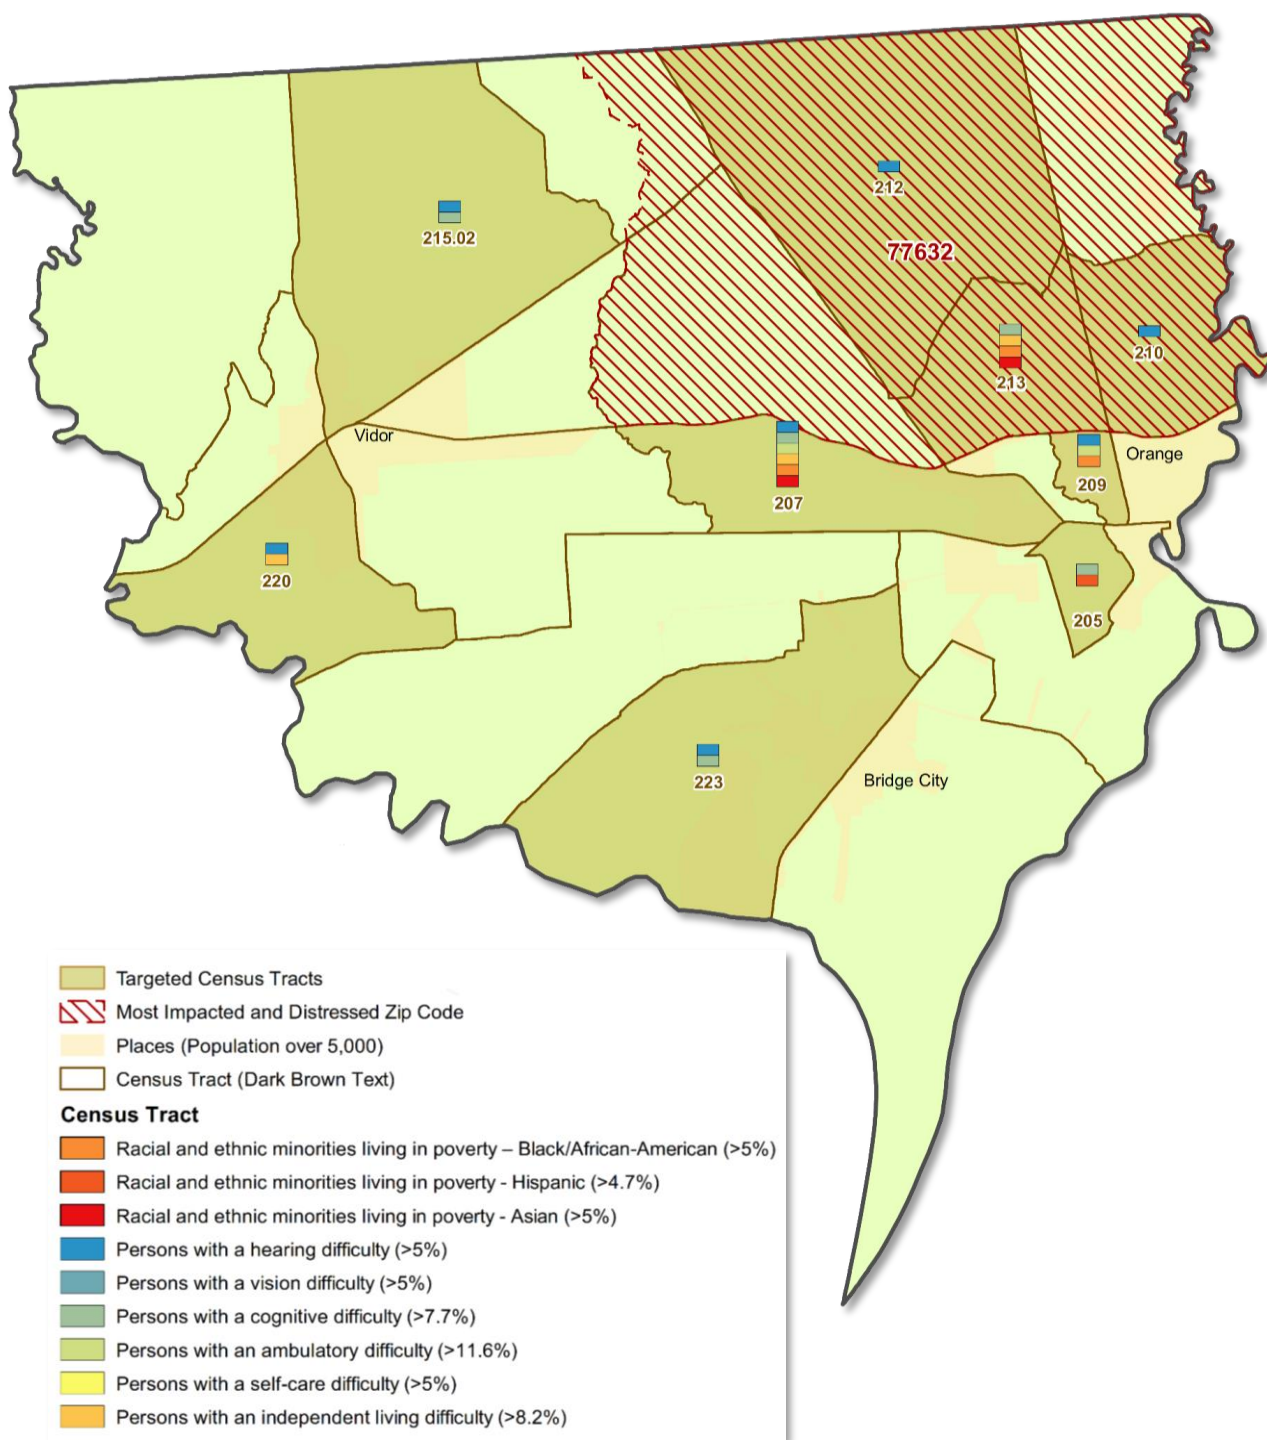 212
215.02
77632
210
213
Vidor
Orange
209
207
220
205
223
Bridge City
Targeted Census Tracts
Most Impacted and Distressed Zip Code
Places (Population over 5,000)
Census Tract (Dark Brown Text)
Census Tract
Racial and ethnic minorities living in poverty – Black/African-American (>5%)
Racial and ethnic minorities living in poverty - Hispanic (>4.7%)
Racial and ethnic minorities living in poverty - Asian (>5%)
Persons with a hearing difficulty (>5%)
Persons with a vision difficulty (>5%)
Persons with a cognitive difficulty (>7.7%)
Persons with an ambulatory difficulty (>11.6%)
Persons with a self-care difficulty (>5%)
Persons with an independent living difficulty (>8.2%)